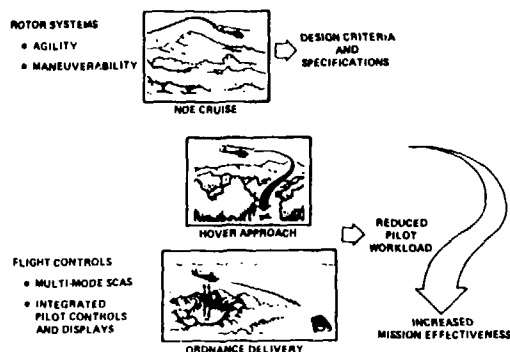 ROTOR SYSTEMS
• AGILITY
• MANEUVERABILITY
NOE CRUISE
DESIGN CRITERIA
AND
SPECIFICATIONS
HOVER APPROACH
REDUCED
PILOT
WORKLOAD
FLIGHT CONTROLS
• MULTI-MODE SCAS
• INTEGRATED
PILOT CONTROLS
AND DISPLAYS
ORDNANCE DELIVERY
INCREASED
MISSION EFFECTIVENESS